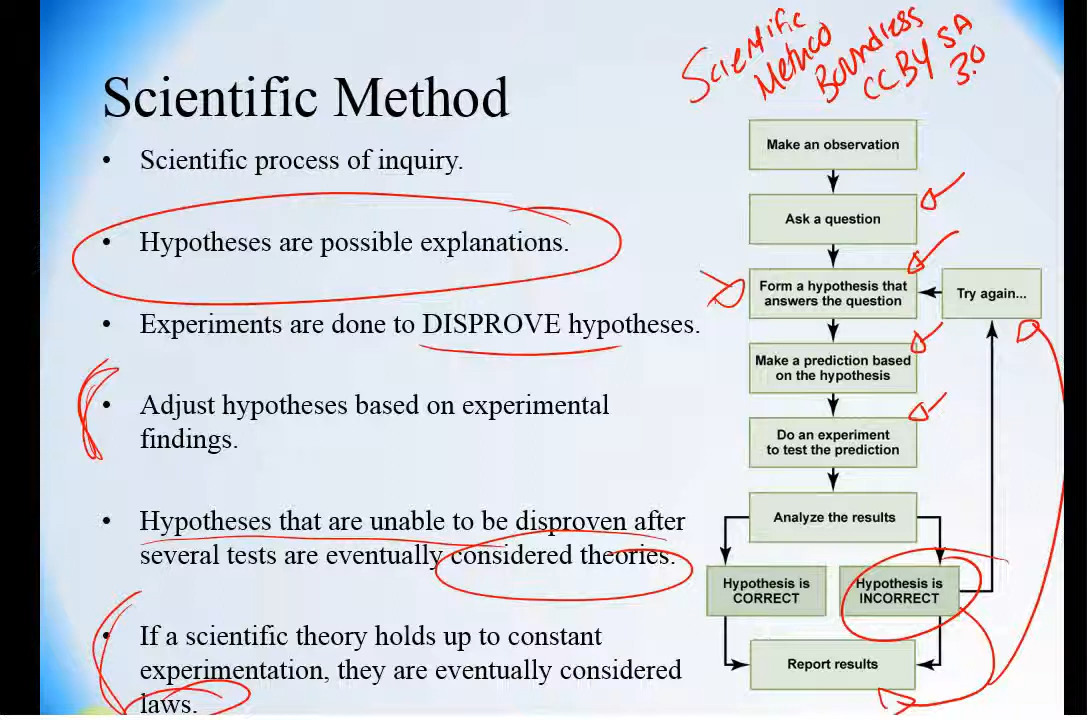 Scientific Method
• Scientific process of inquiry.
• Hypotheses are possible explanations.
• Experiments are done to DISPROVE hypotheses.
• Adjust hypotheses based on experimental
findings.
• Hypotheses that are unable to be disproven after
several tests are eventually considered theories.
• If a scientific theory holds up to constant
experimentation, they are eventually considered
laws.
Scientific
Method
Boundless
CC BY SA
3.0
Make an observation
Ask a question
Form a hypothesis that
answers the question
Try again...
Make a prediction based
on the hypothesis
Do an experiment
to test the prediction
Analyze the results
Hypothesis is
CORRECT
Hypothesis is
INCORRECT
Report results